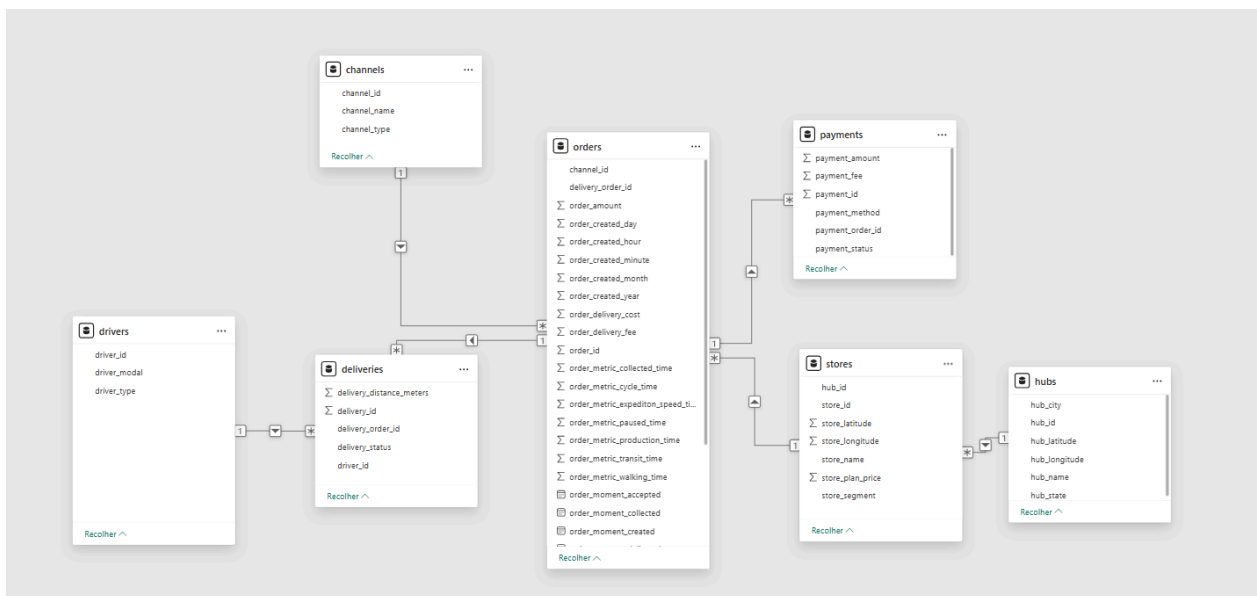 channels
channel_id
channel_name
channel_type
Recolher
orders
channel_id
delivery_order_id
order_amount
order_created_day
order_created_hour
order_created_minute
order_created_month
order_created_year
order_delivery_cost
order_delivery_fee
order_id
order_metric_collected_time
order_metric_cycle_time
order_metric_expediton_speed_ti...
order_metric_paused_time
order_metric_production_time
order_metric_transit_time
order_metric_walking_time
order_moment_accepted
order_moment_collected
order_moment_created
Recolher
payments
payment_amount
payment_fee
payment_id
payment_method
payment_order_id
payment_status
Recolher
drivers
driver_id
driver_modal
driver_type
Recolher
deliveries
delivery_distance_meters
delivery_id
delivery_order_id
delivery_status
driver_id
Recolher
stores
hub_id
store_id
store_latitude
store_longitude
store_name
store_plan_price
store_segment
Recolher
hubs
hub_city
hub_id
hub_latitude
hub_longitude
hub_name
hub_state
Recolher
1
*
1
*
1
*
1
*
1
*
1
*